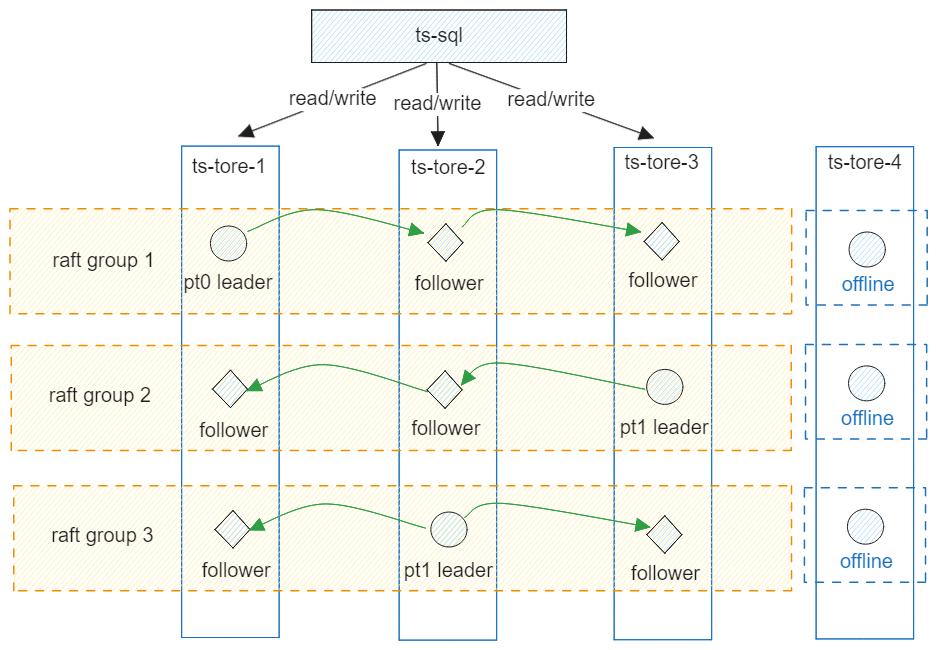 ts-sql
read/write
read/write
read/write
ts-tore-1
ts-tore-2
ts-tore-3
ts-tore-4
raft group 1
pt0 leader
follower
follower
offline
raft group 2
follower
follower
pt1 leader
offline
raft group 3
follower
pt1 leader
follower
offline